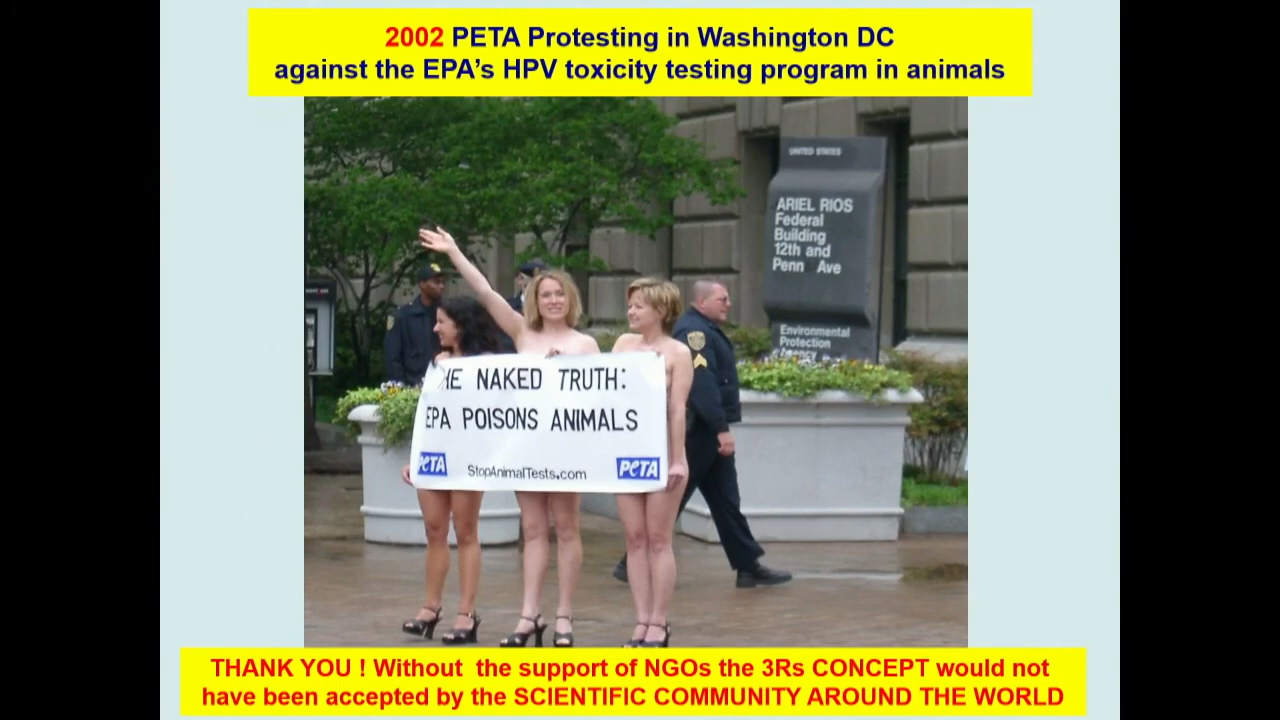 2002 PETA Protesting in Washington DC
against the EPA's HPV toxicity testing program in animals
UNITED STATES
ARIEL RIOS
Federal
Building
12th and
Penn Ave
Environmental
Protection
Agency
HE NAKED TRUTH:
EPA POISONS ANIMALS
PETA
StopAnimalTests.com
PETA
THANK YOU ! Without the support of NGOs the 3Rs CONCEPT would not
have been accepted by the SCIENTIFIC COMMUNITY AROUND THE WORLD